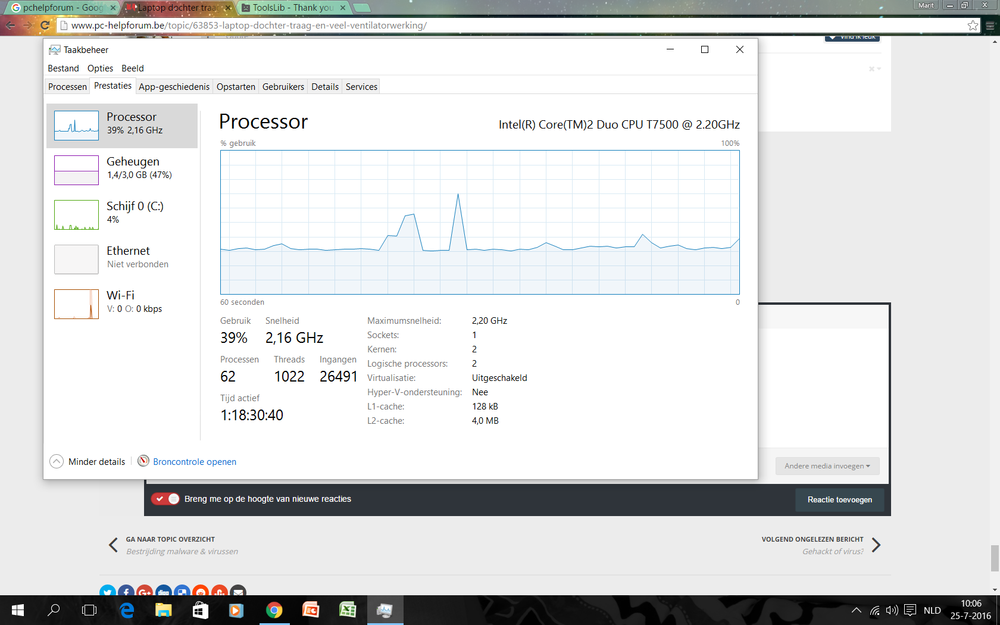 pchelpforum - Goog
Laptop dochter traag
ToolsLib - Thank you
Marit
www.pc-helpforum.be/topic/63853-laptop-dochter-traag-en-veel-ventilatorwerking/
Vind ik leuk
Taakbeheer
Bestand Opties Beeld
Processen Prestaties App-geschiedenis Opstarten Gebruikers Details Services
Processor
39% 2,16 GHz
Geheugen
1,4/3,0 GB (47%)
Schijf 0 (C:)
4%
Ethernet
Niet verbonden
Wi-Fi
V: 0 O: 0 kbps
Processor
Intel(R) Core(TM)2 Duo CPU T7500 @ 2.20GHz
% gebruik 100%
60 seconden 0
Gebruik Snelheid
39% 2,16 GHz
Processen Threads Ingangen
62 1022 26491
Tijd actief
1:18:30:40
Maximumsnelheid: 2,20 GHz
Sockets: 1
Kernen: 2
Logische processors: 2
Virtualisatie: Uitgeschakeld
Hyper-V-ondersteuning: Nee
L1-cache: 128 kB
L2-cache: 4,0 MB
Minder details
Broncontrole openen
Andere media invoegen
Breng me op de hoogte van nieuwe reacties
Reactie toevoegen
GA NAAR TOPIC OVERZICHT
Bestrijding malware & virussen
VOLGEND ONGELEZEN BERICHT
Gehackt of virus?
digg
NLD
10:06
25-7-2016